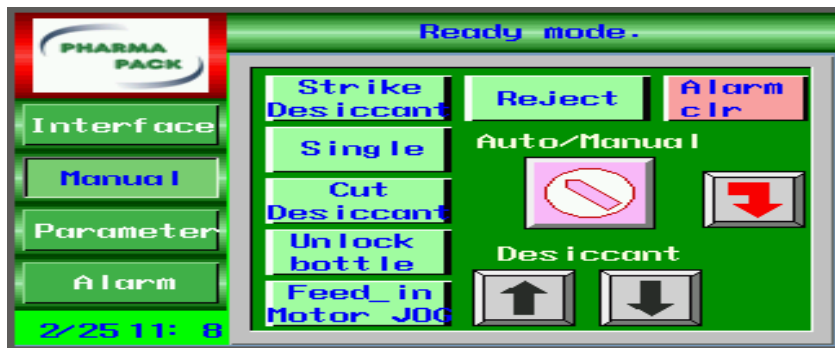 PHARMA
PACK
Ready mode.
Interface
Manual
Parameter
Alarm
2/25 11: 8
Strike
Desiccant
Single
Cut
Desiccant
Unlock
bottle
Feed_in
Motor JOG
Reject
Alarm
clr
Auto/Manual
Desiccant